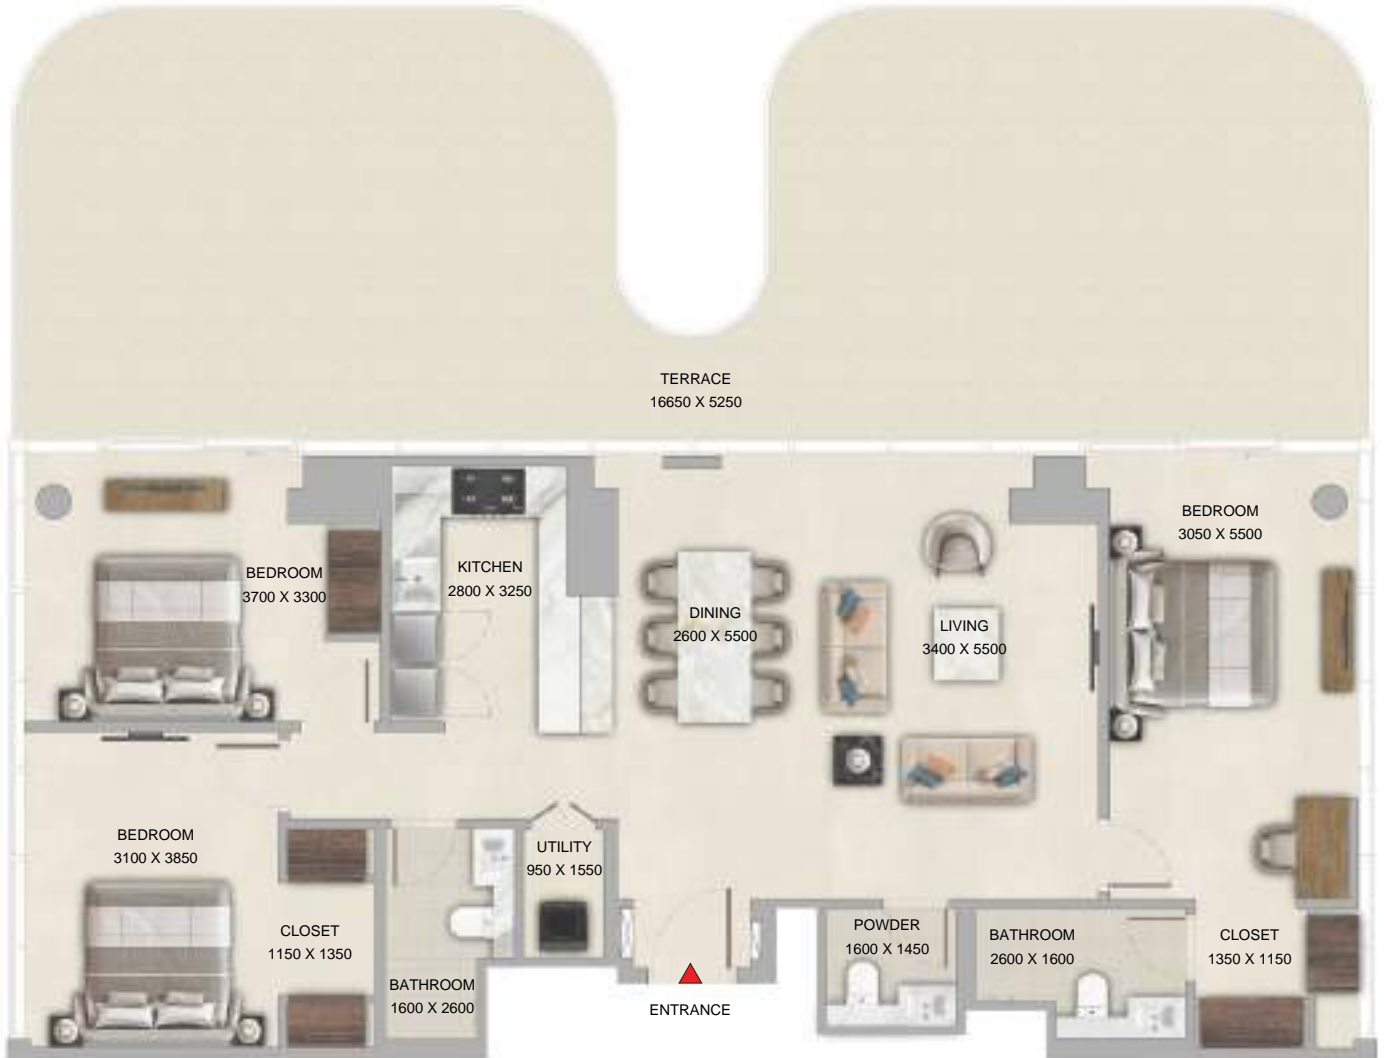 TERRACE
16650 X 5250
BEDROOM
3050 X 5500
BEDROOM
3700 X 3300
KITCHEN
2800 X 3250
DINING
2600 X 5500
LIVING
3400 X 5500
BEDROOM
3100 X 3850
UTILITY
950 X 1550
CLOSET
1150 X 1350
BATHROOM
1600 X 2600
ENTRANCE
POWDER
1600 X 1450
BATHROOM
2600 X 1600
CLOSET
1350 X 1150